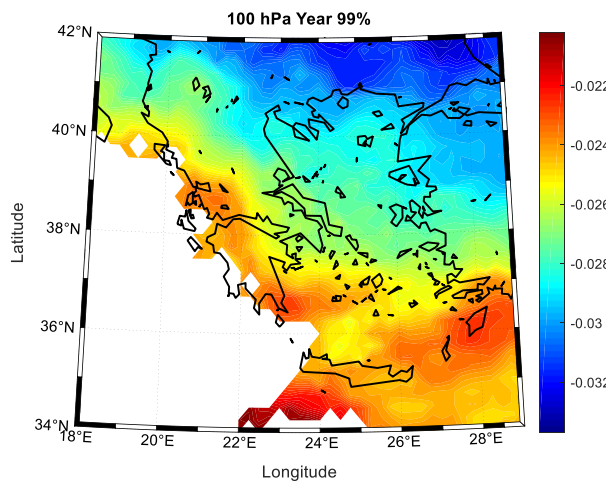 100 hPa Year 99%
42°N
40°N
38°N
36°N
34°N
18°E
20°E
22°E
24°E
26°E
28°E
Latitude
Longitude
-0.022
-0.024
-0.026
-0.028
-0.03
-0.032